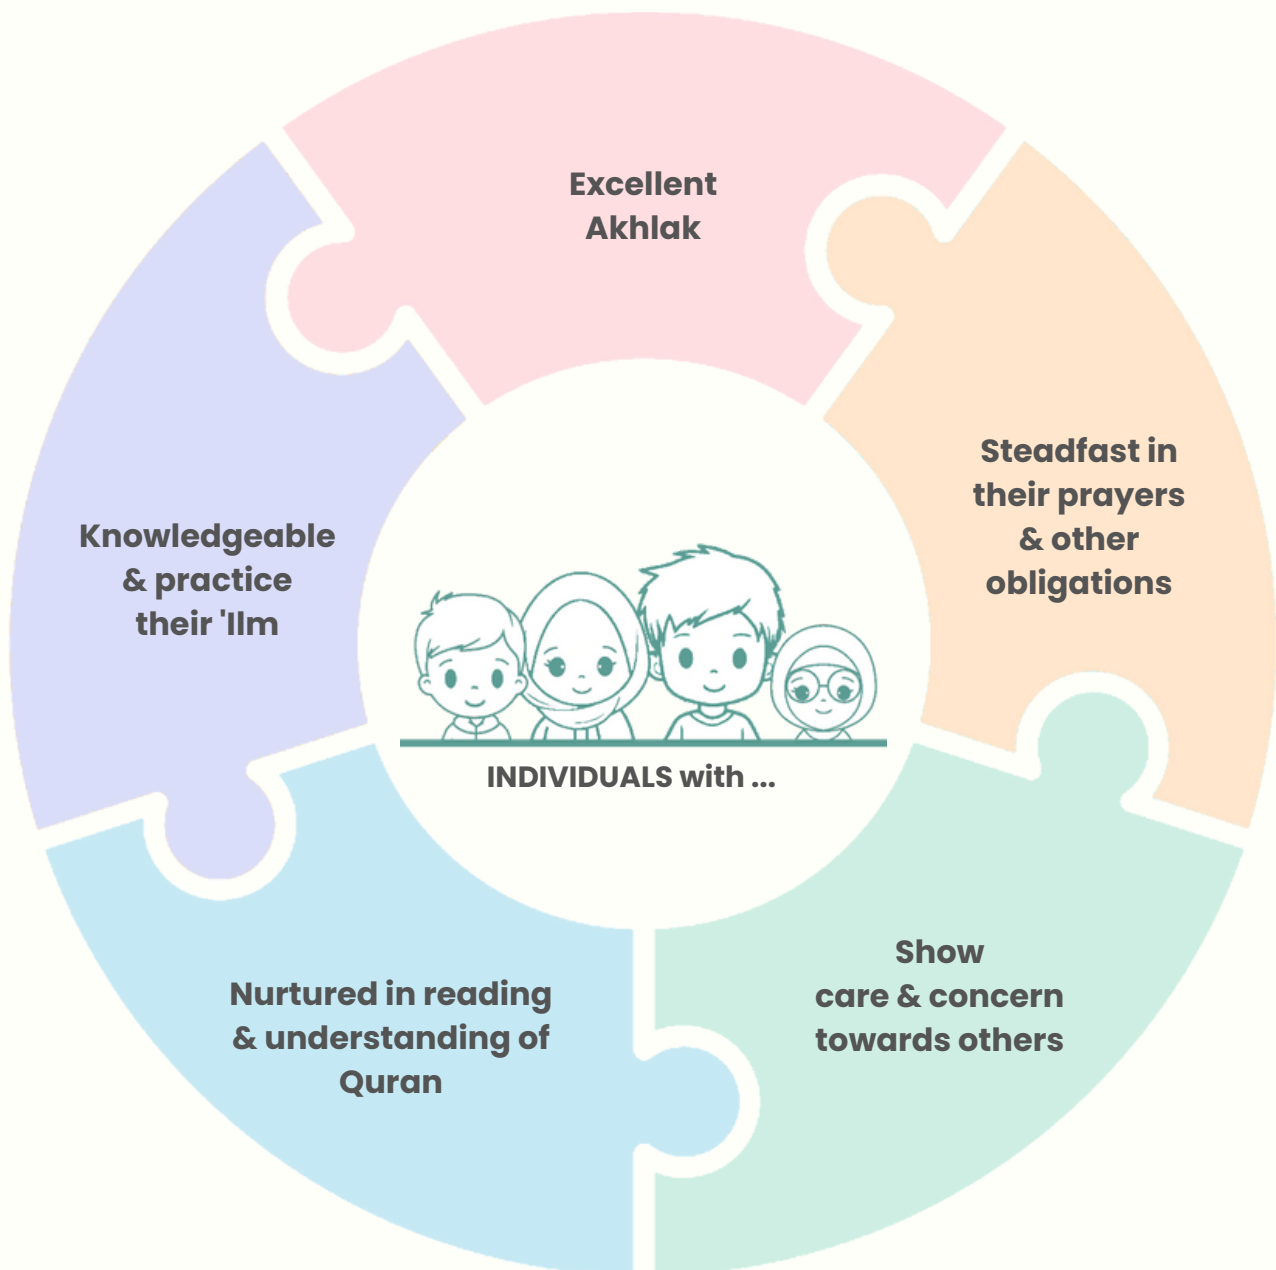 Excellent
Akhlak
Steadfast in
their prayers
& other
obligations
Show
care & concern
towards others
Nurtured in reading
& understanding of
Quran
Knowledgeable
& practice
their 'Ilm
INDIVIDUALS with ...